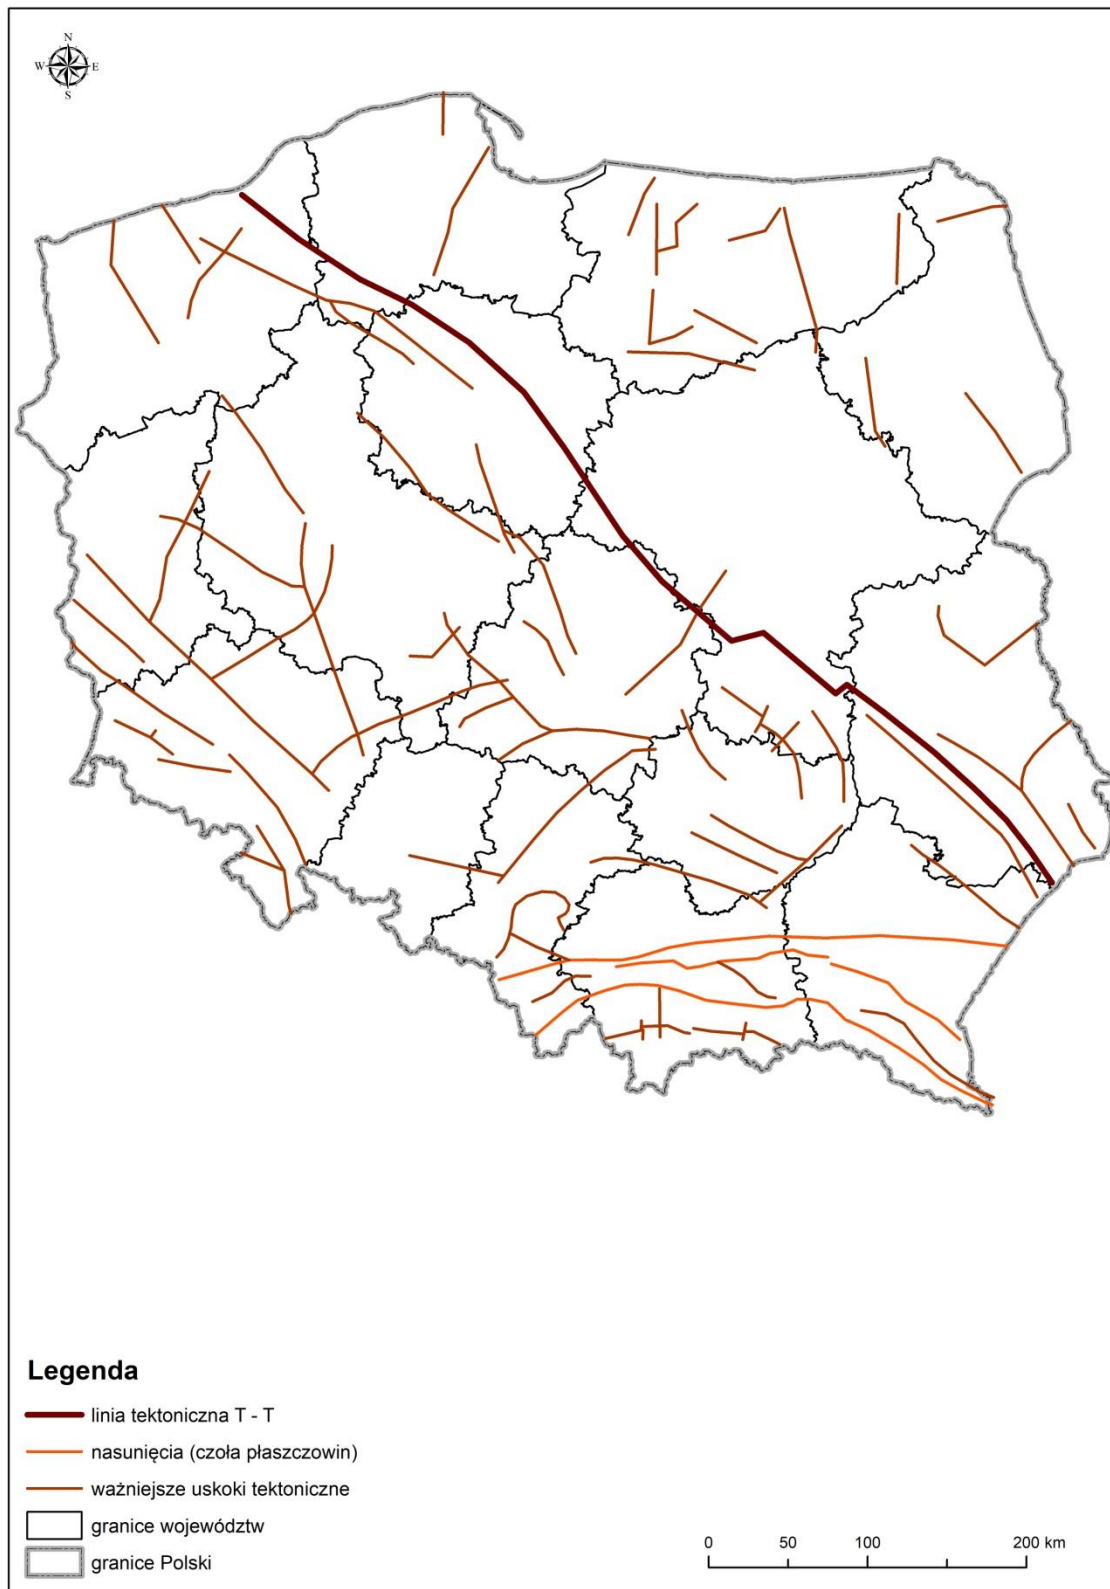 N
W E
S
Legenda
linia tektoniczna T - T
nasunięcia (czoła płaszczowin)
ważniejsze uskoki tektoniczne
granice województw
granice Polski
0 50 100 200 km